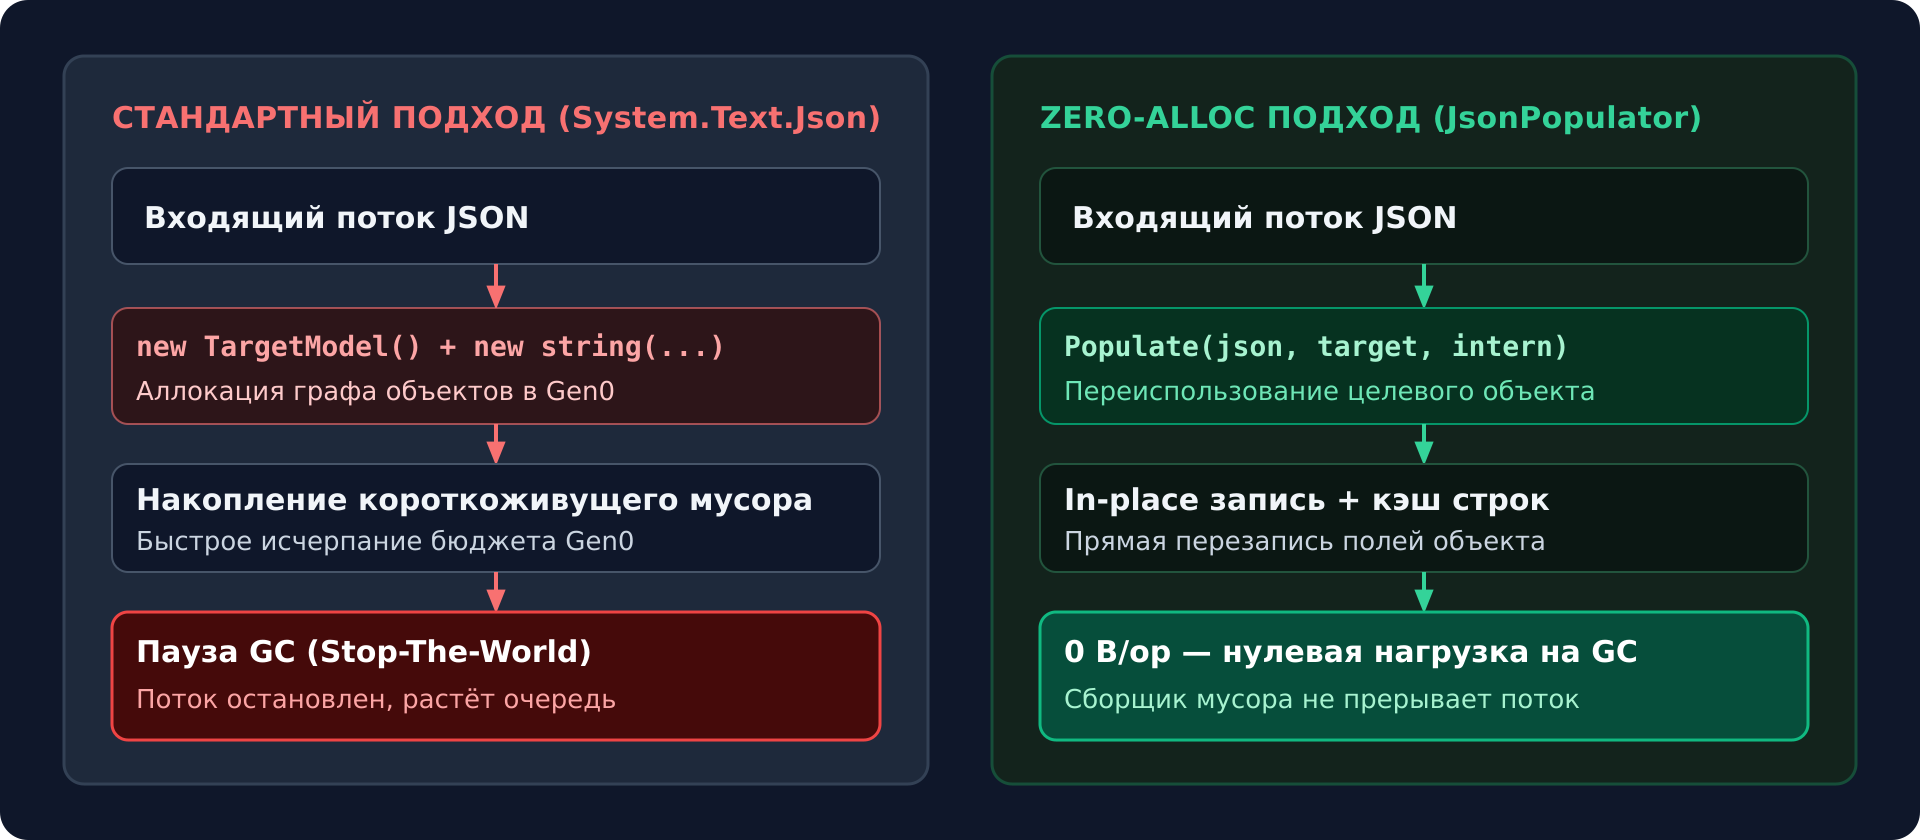 СТАНДАРТНЫЙ ПОДХОД (System.Text.Json)
Входящий поток JSON
new TargetModel() + new string(...)
Аллокация графа объектов в Gen0
Накопление короткоживущего мусора
Быстрое исчерпание бюджета Gen0
Пауза GC (Stop-The-World)
Поток остановлен, растёт очередь
ZERO-ALLOC ПОДХОД (JsonPopulator)
Входящий поток JSON
Populate(json, target, intern)
Переиспользование целевого объекта
In-place запись + кэш строк
Прямая перезапись полей объекта
0 B/op — нулевая нагрузка на GC
Сборщик мусора не прерывает поток